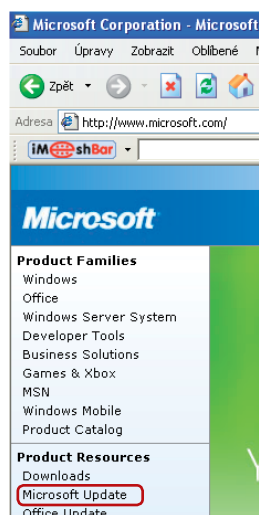 Microsoft Corporation - Microsoft
Soubor Úpravy Zobrazit Oblíbené
Zpět
Adresa http://www.microsoft.com/
iMeshBar
Microsoft
Product Families
Windows
Office
Windows Server System
Developer Tools
Business Solutions
Games & Xbox
MSN
Windows Mobile
Product Catalog
Product Resources
Downloads
Microsoft Update
Office Update